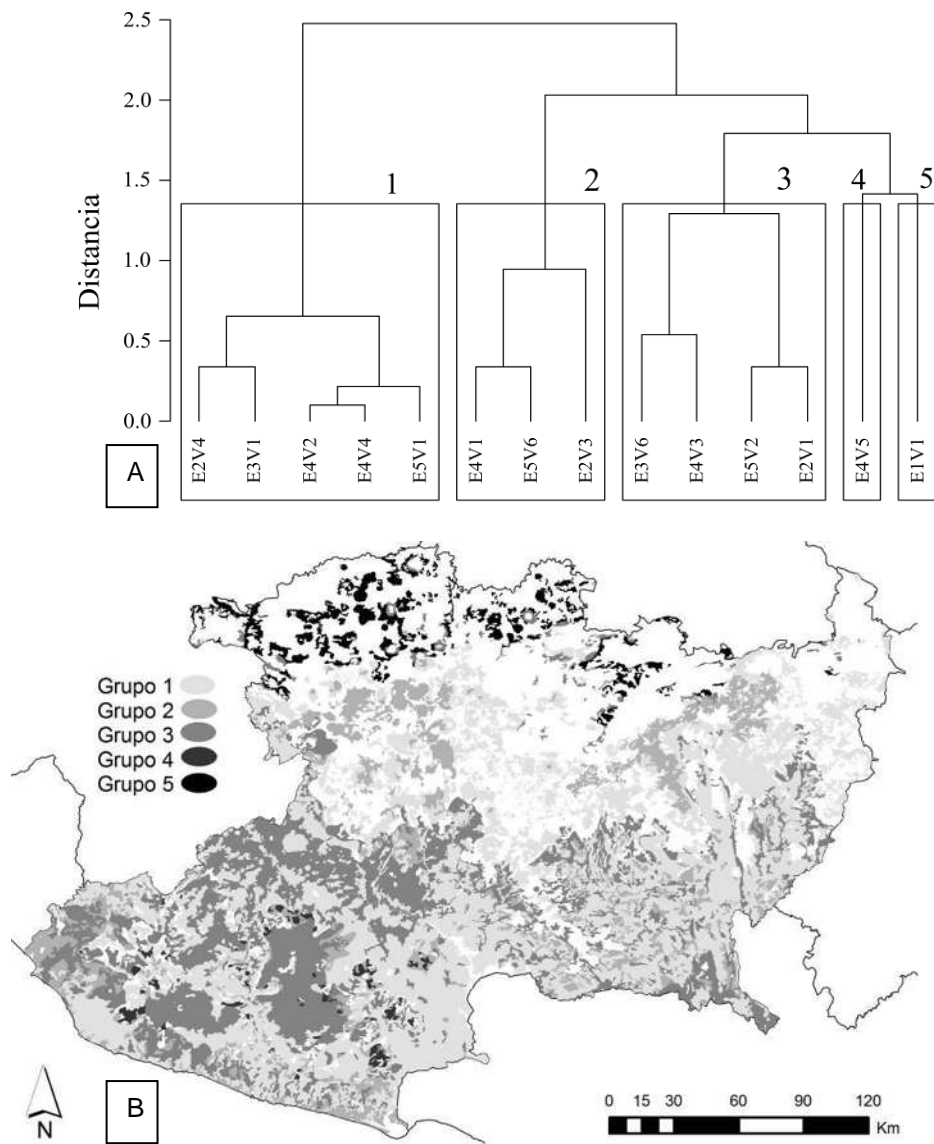 2.5
2.0
1.5
1.0
0.5
0.0
Distancia
1
2
3
4
5
E2V4
E3V1
E4V2
E4V4
E5V1
E4V1
E5V6
E2V3
E3V6
E4V3
E5V2
E2V1
E4V5
E1V1
A
Grupo 1
Grupo 2
Grupo 3
Grupo 4
Grupo 5
N
B
0 15 30 60 90 120
Km